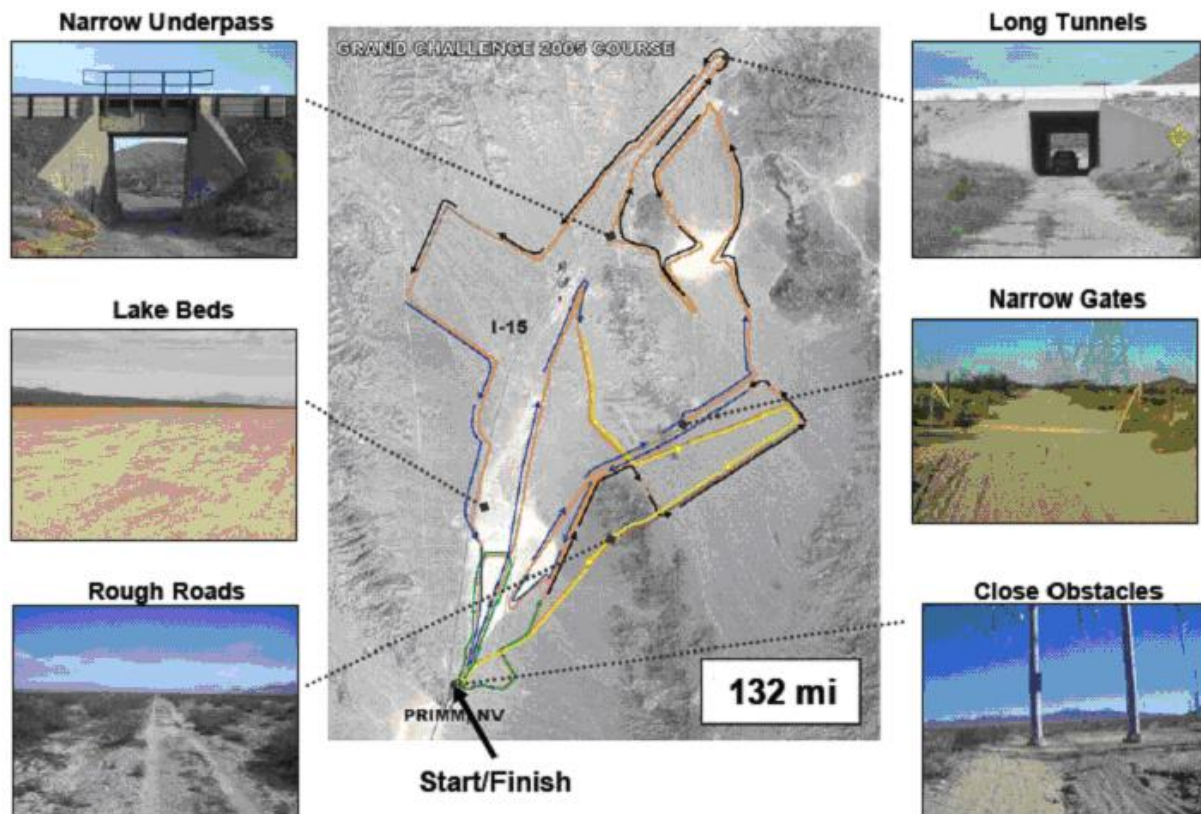 Narrow Underpass
Long Tunnels
GRAND CHALLENGE 2005 COURSE
Lake Beds
Narrow Gates
I-15
Rough Roads
Close Obstacles
132 mi
PRIMM, NV
Start/Finish